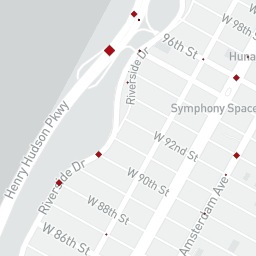 W 98th St
96th St
Riverside Dr
Huna
Symphony Space
Henry Hudson Pkwy
W 92nd St
Riverside Dr
W 90th St
W 88th St
Amsterdam Ave
W 86th St